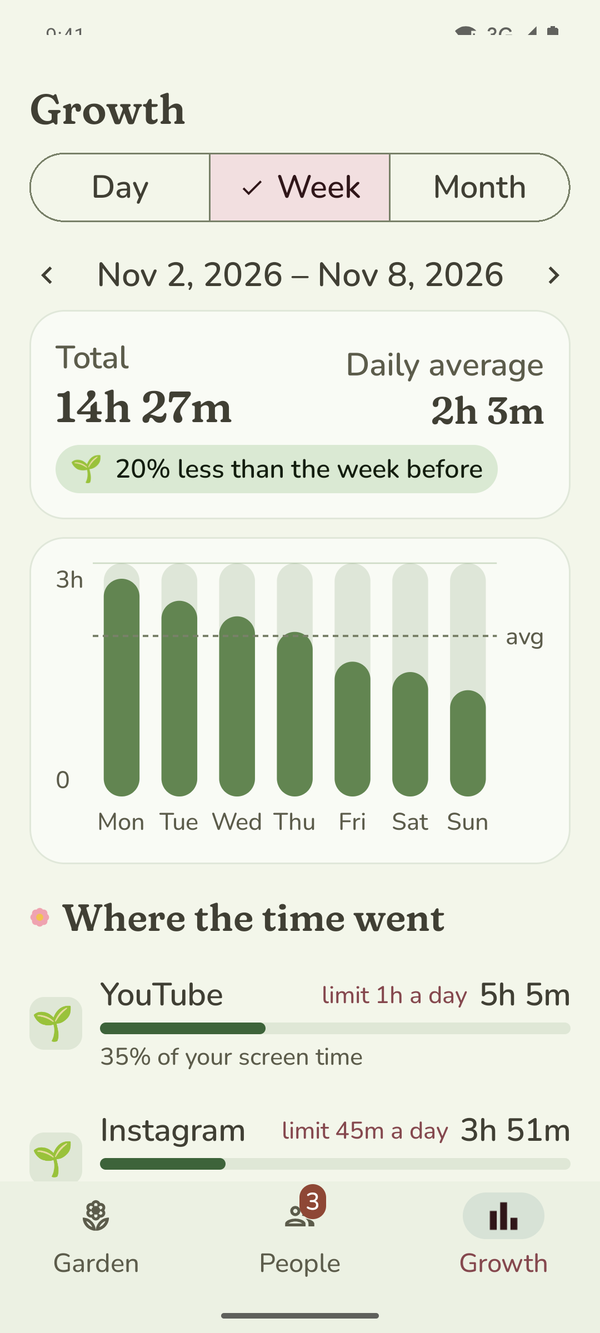 9:41
3G
Growth
Day
Week
Month
Nov 2, 2026 – Nov 8, 2026
Total
Daily average
14h 27m
2h 3m
20% less than the week before
3h
avg
0
Mon Tue Wed Thu Fri Sat Sun
Where the time went
YouTube limit 1h a day 5h 5m
35% of your screen time
Instagram limit 45m a day 3h 51m
3
Garden
People
Growth